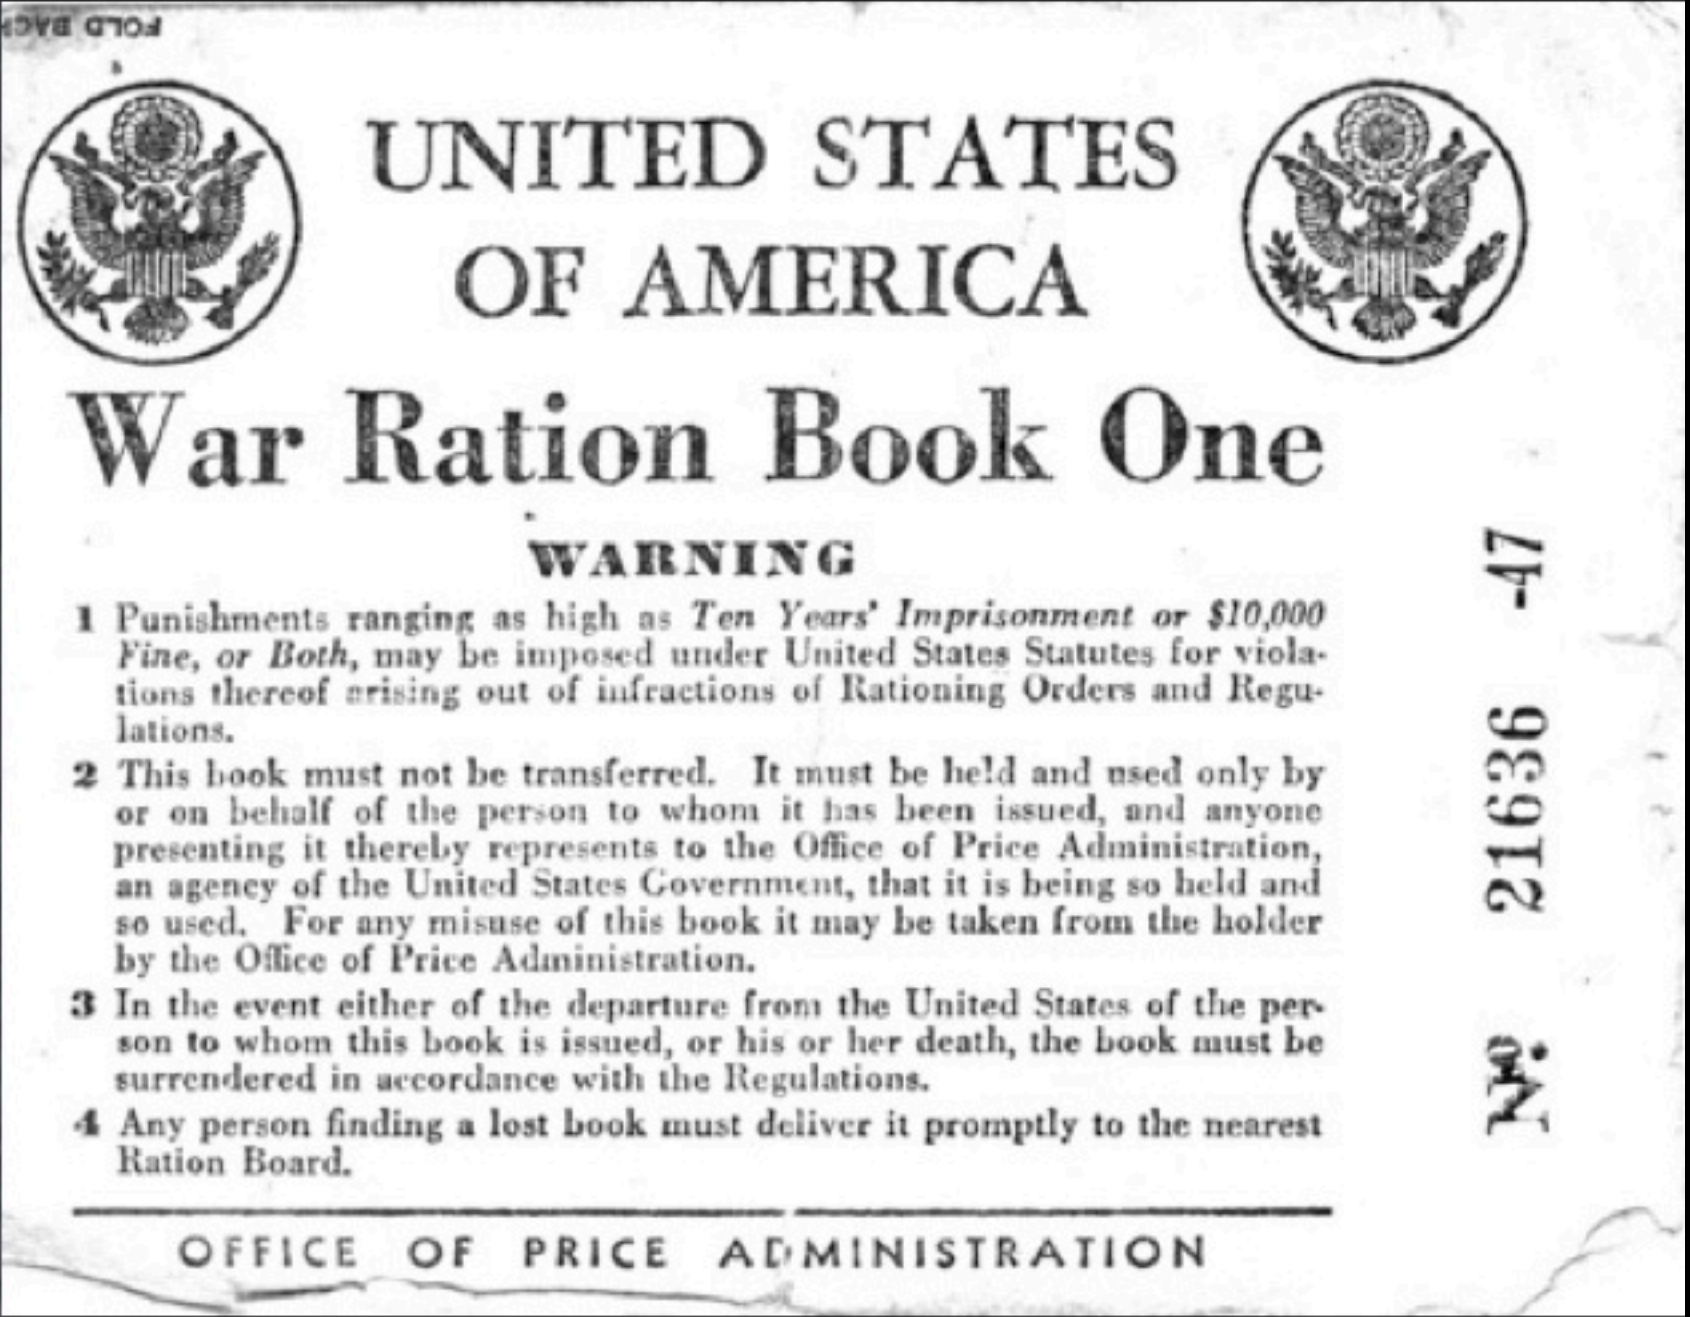 FOLD BACK
UNITED STATES
OF AMERICA
War Ration Book One
WARNING
1 Punishments ranging as high as Ten Years' Imprisonment or $10,000
Fine, or Both, may be imposed under United States Statutes for viola-
tions thereof arising out of infractions of Rationing Orders and Regu-
lations.
2 This book must not be transferred. It must be held and used only by
or on behalf of the person to whom it has been issued, and anyone
presenting it thereby represents to the Office of Price Administration,
an agency of the United States Government, that it is being so held and
so used. For any misuse of this book it may be taken from the holder
by the Office of Price Administration.
3 In the event either of the departure from the United States of the per-
son to whom this book is issued, or his or her death, the book must be
surrendered in accordance with the Regulations.
4 Any person finding a lost book must deliver it promptly to the nearest
Ration Board.
OFFICE OF PRICE ADMINISTRATION
Nº. 21636 -47